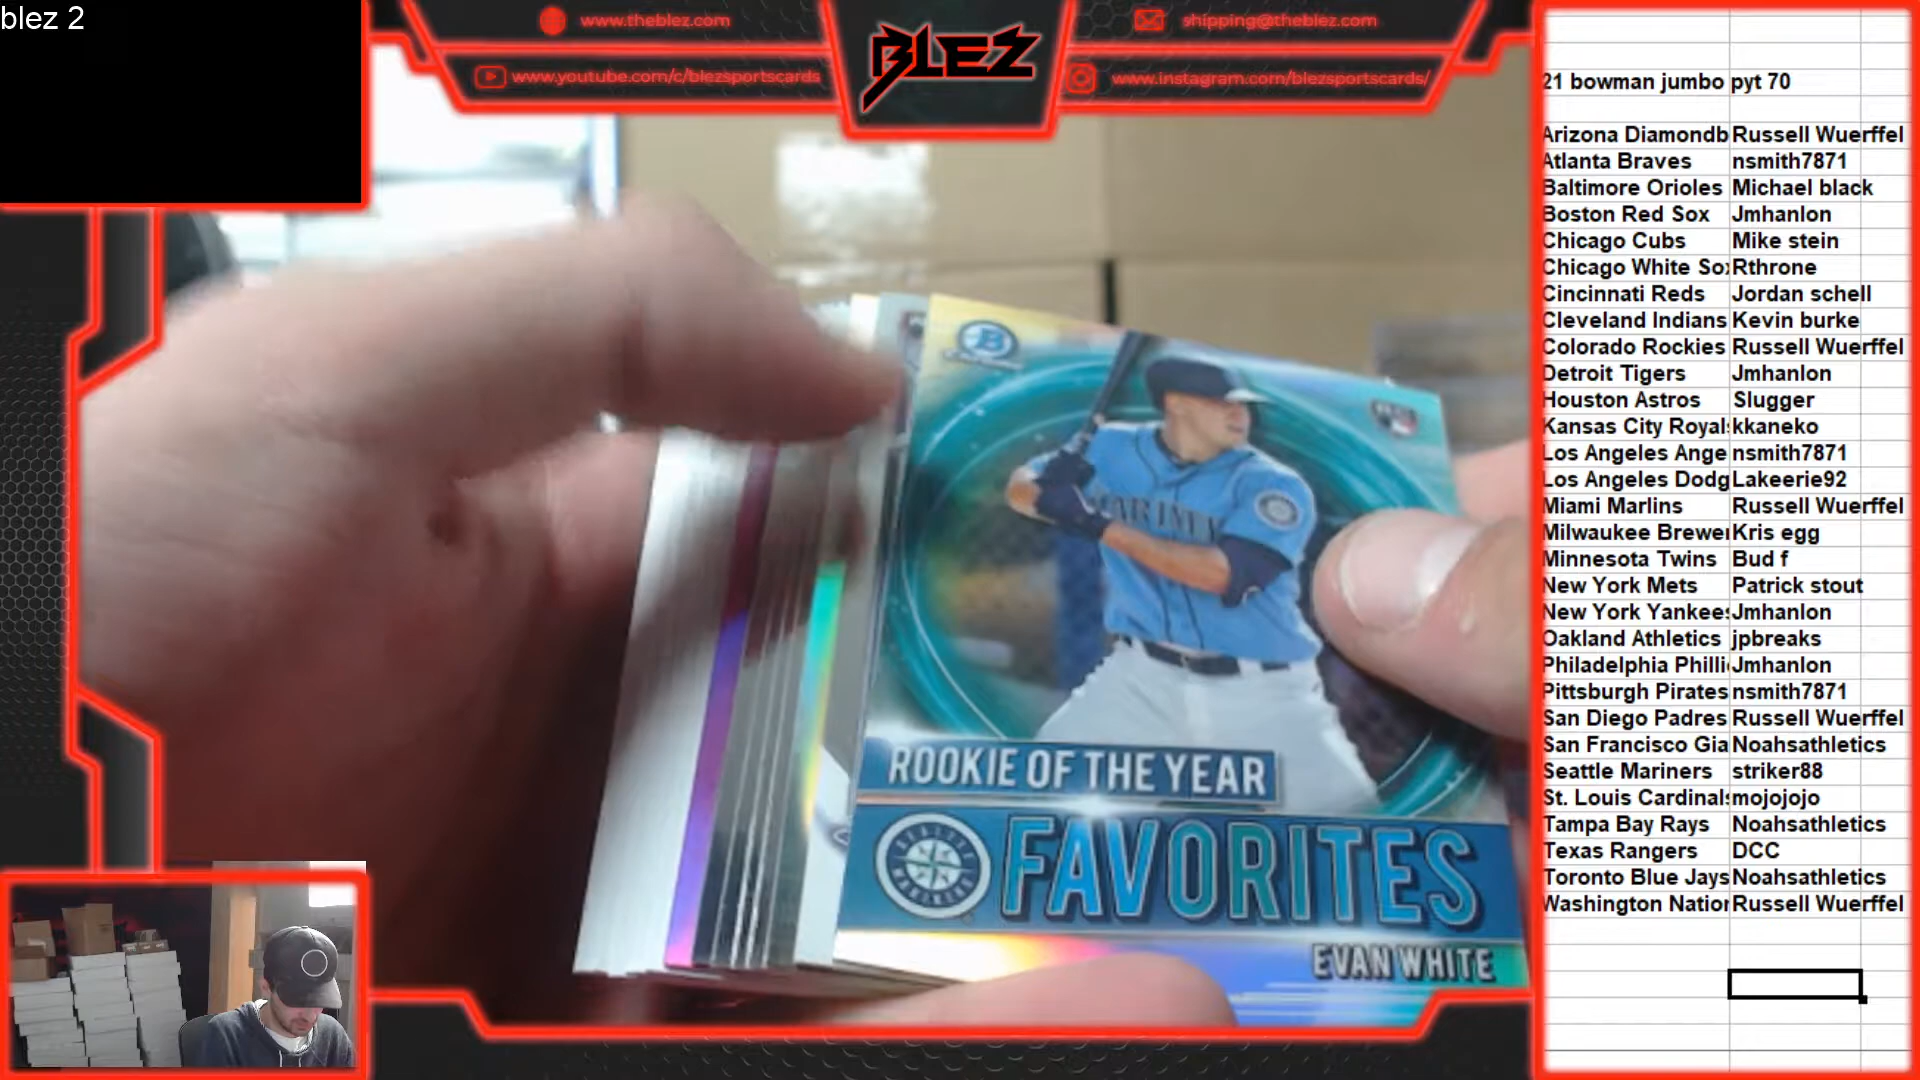 blez 2
www.theblez.com
shipping@theblez.com
BLEZ
www.youtube.com/c/blezsportscards
www.instagram.com/blezsportscards/
21 bowman jumbo pyt 70
Arizona Diamondb Russell Wuerffel
Atlanta Braves nsmith7871
Baltimore Orioles Michael black
Boston Red Sox Jmhanlon
Chicago Cubs Mike stein
Chicago White Sox Rthrone
Cincinnati Reds Jordan schell
Cleveland Indians Kevin burke
Colorado Rockies Russell Wuerffel
Detroit Tigers Jmhanlon
Houston Astros Slugger
Kansas City Royals kkaneko
Los Angeles Ange nsmith7871
Los Angeles Dodg Lakeerie92
Miami Marlins Russell Wuerffel
Milwaukee Brewer Kris egg
Minnesota Twins Bud f
New York Mets Patrick stout
New York Yankees Jmhanlon
Oakland Athletics jpbreaks
Philadelphia Philli Jmhanlon
Pittsburgh Pirates nsmith7871
San Diego Padres Russell Wuerffel
San Francisco Gia Noahsathletics
Seattle Mariners striker88
St. Louis Cardinals mojojojo
Tampa Bay Rays Noahsathletics
Texas Rangers DCC
Toronto Blue Jays Noahsathletics
Washington Nation Russell Wuerffel
B
MARINE
ROOKIE OF THE YEAR
FAVORITES
EVAN WHITE